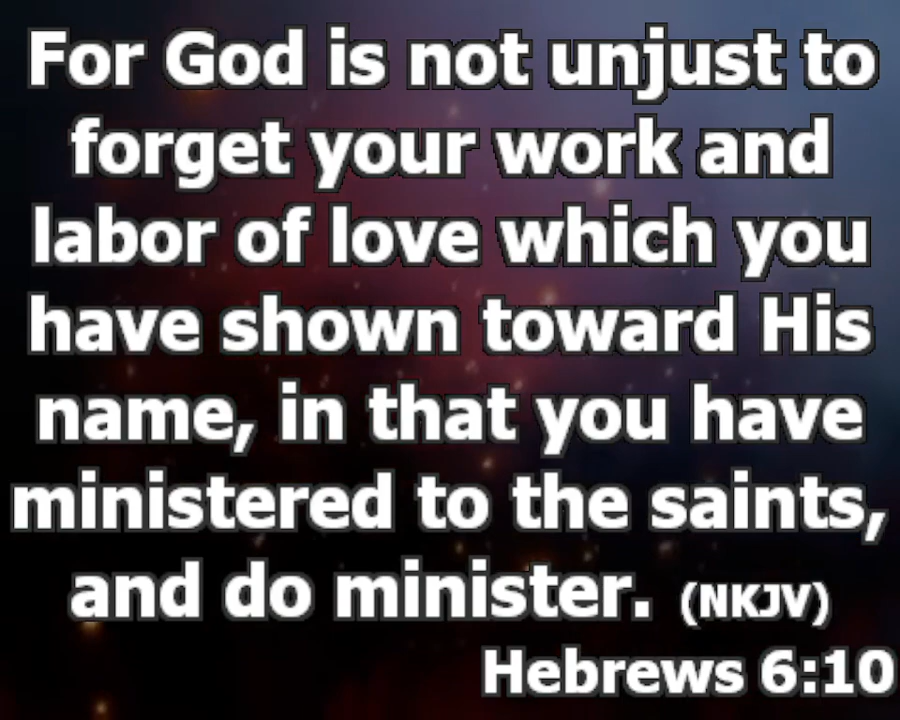 For God is not unjust to
forget your work and
labor of love which you
have shown toward His
name, in that you have
ministered to the saints,
and do minister. (NKJV)
Hebrews 6:10